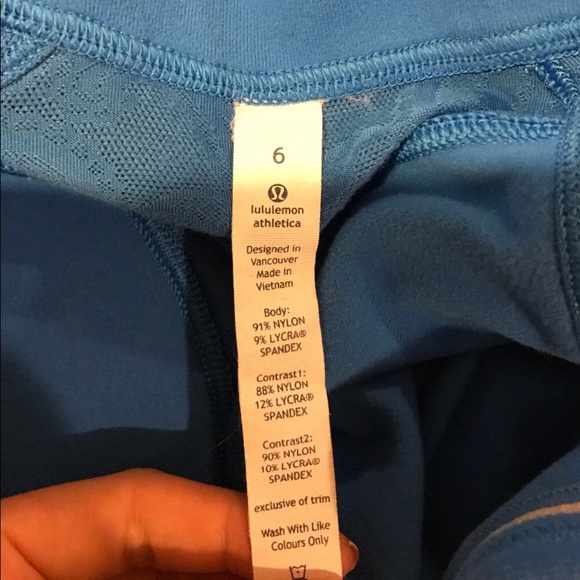 6
lululemon
athletica
Designed in
Vancouver
Made in
Vietnam
Body:
91% NYLON
9% LYCRA®
SPANDEX
Contrast1:
88% NYLON
12% LYCRA®
SPANDEX
Contrast2:
90% NYLON
10% LYCRA®
SPANDEX
exclusive of trim
Wash With Like
Colours Only